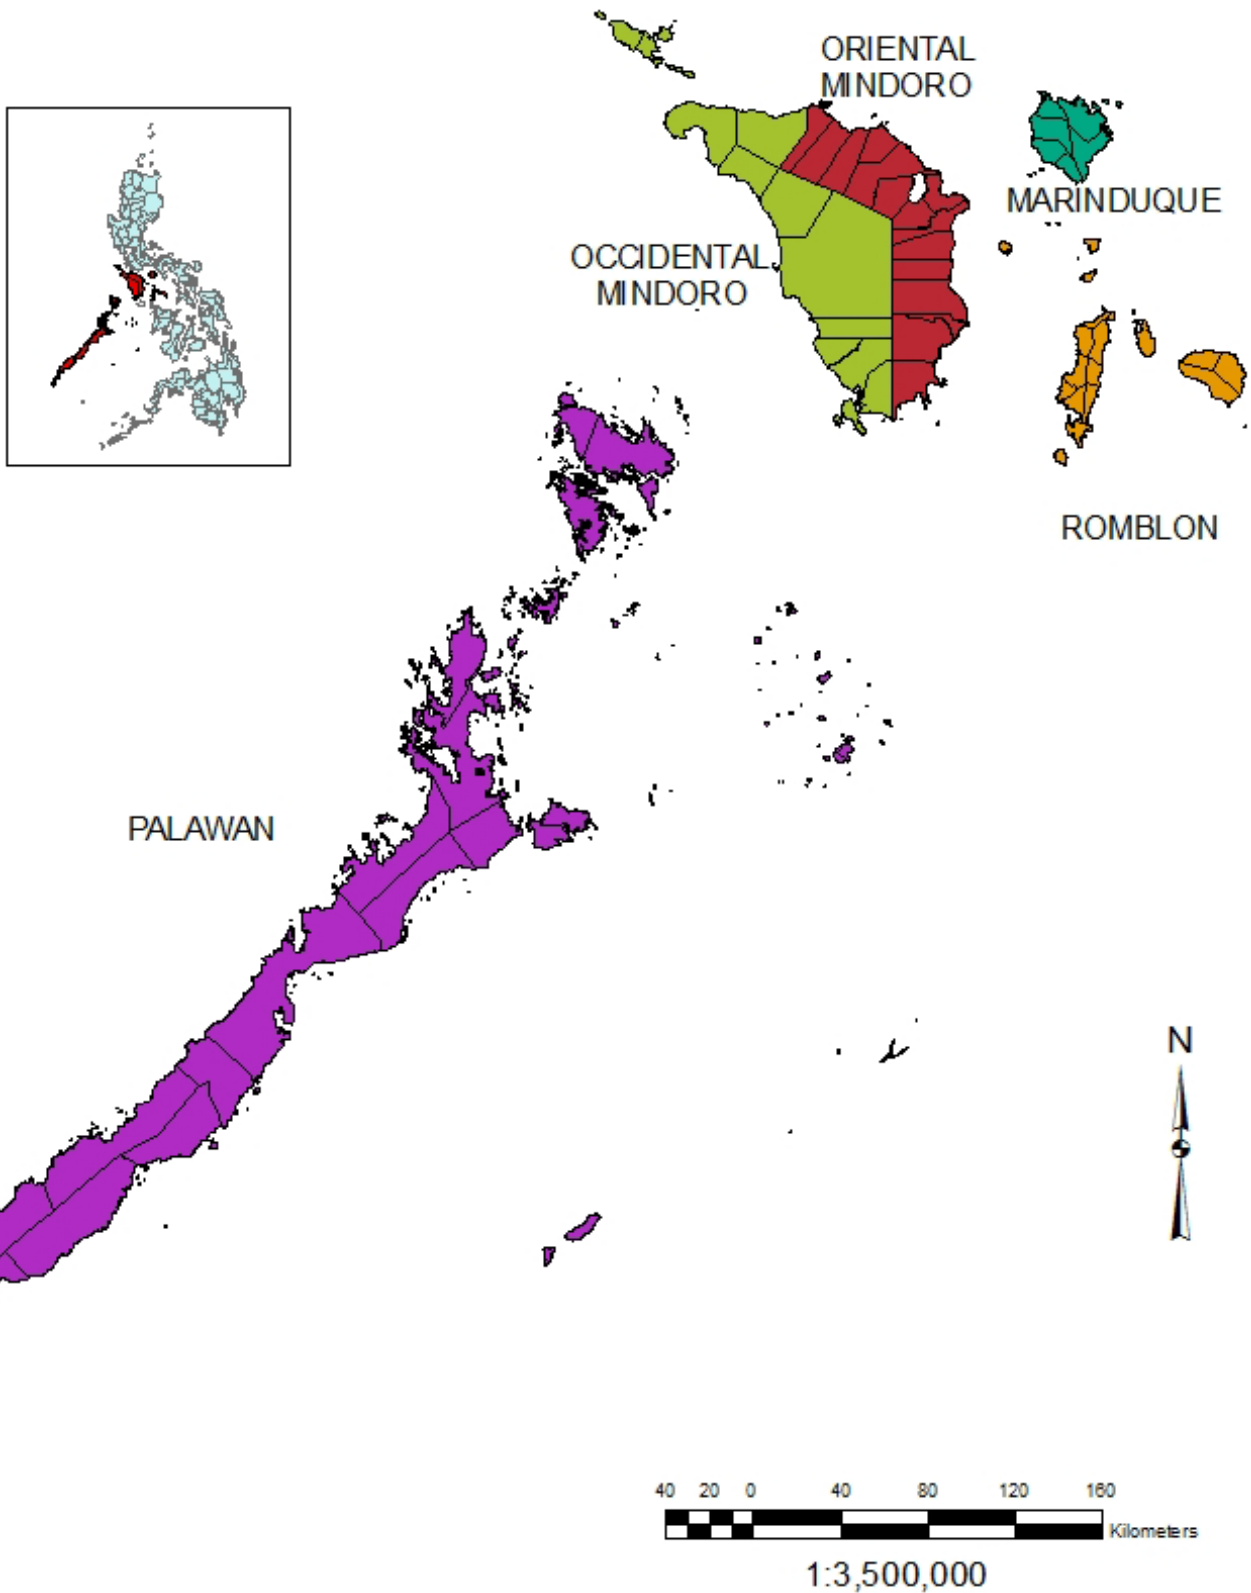 ORIENTAL
MINDORO
MARINDUQUE
OCCIDENTAL
MINDORO
ROMBLON
PALAWAN
N
40 20 0 40 80 120 160
Kilometers
1:3,500,000